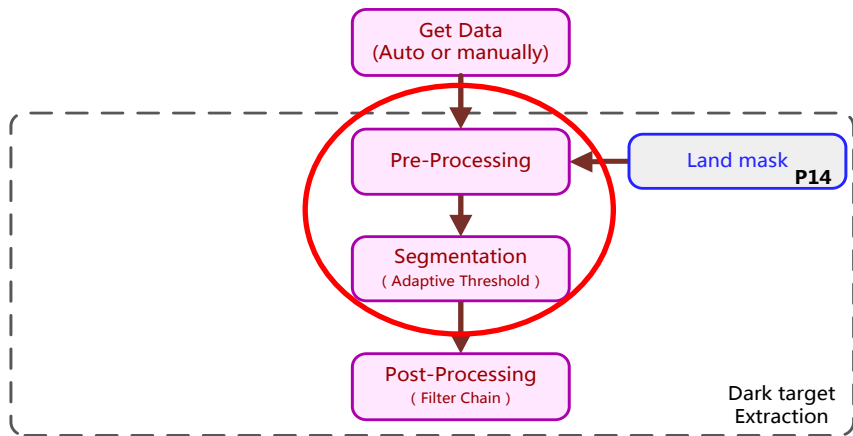 Get Data
(Auto or manually)
Pre-Processing
Land mask
P14
Segmentation
( Adaptive Threshold )
Post-Processing
( Filter Chain )
Dark target
Extraction